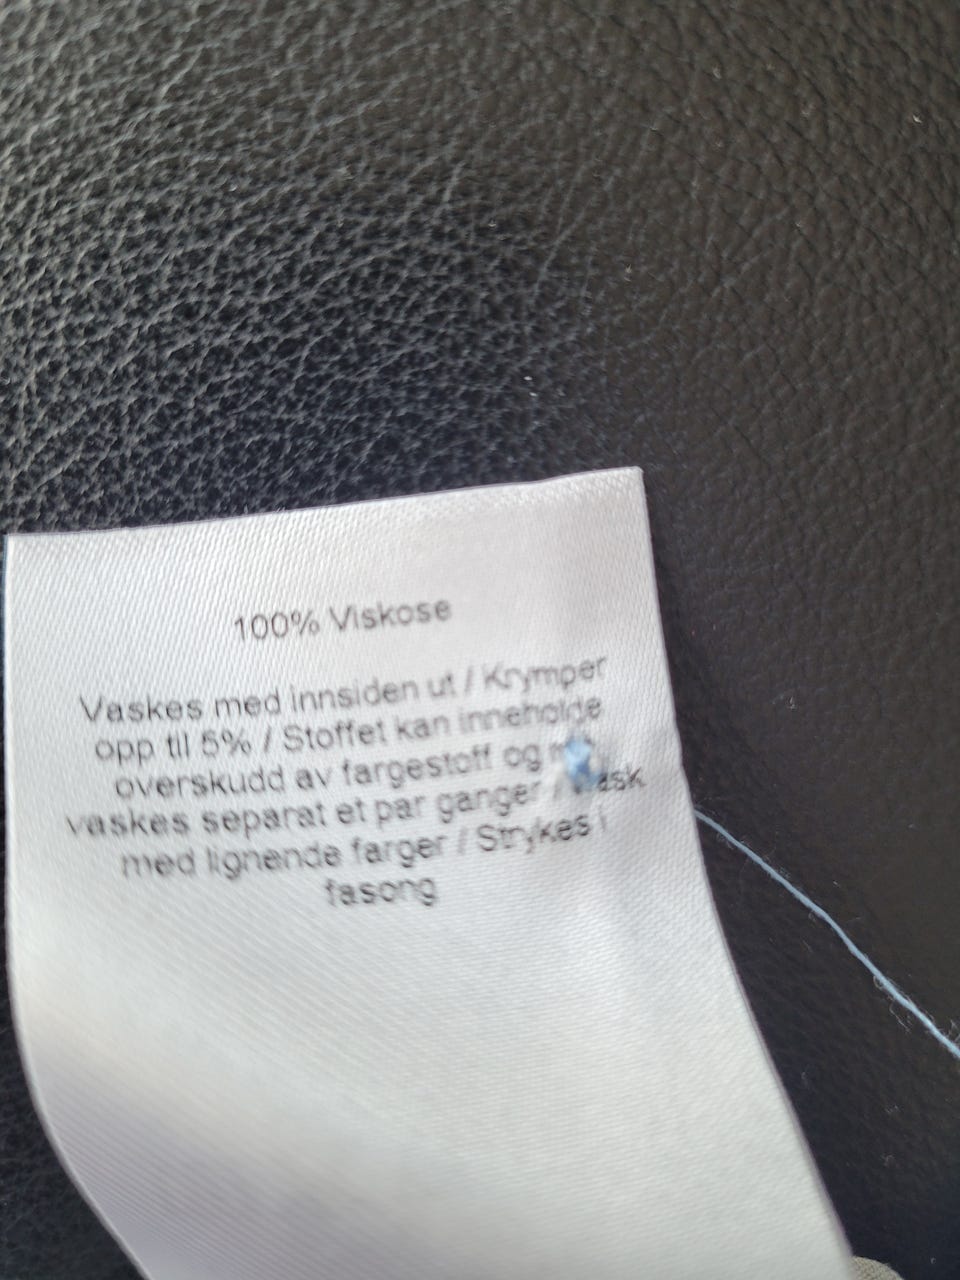 100% Viskose
Vaskes med innsiden ut / Krymper
opp til 5% / Stoffet kan inneholde
overskudd av fargestoff og
vaskes separat et par ganger / Vask
med lignende farger / Strykes i
fasong